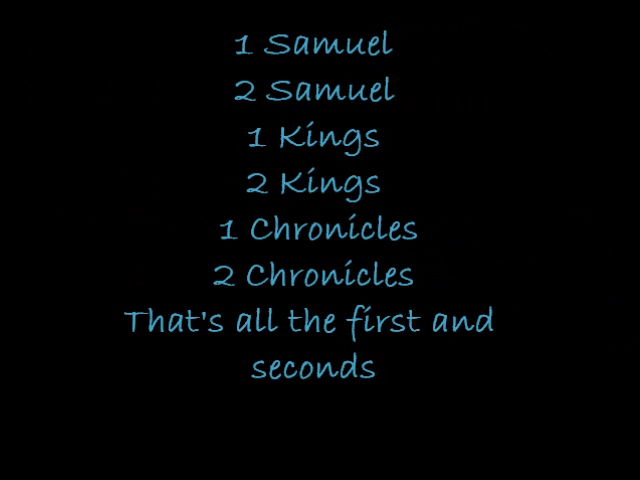 1 Samuel
2 Samuel
1 Kings
2 Kings
1 Chronicles
2 Chronicles
That's all the first and
seconds